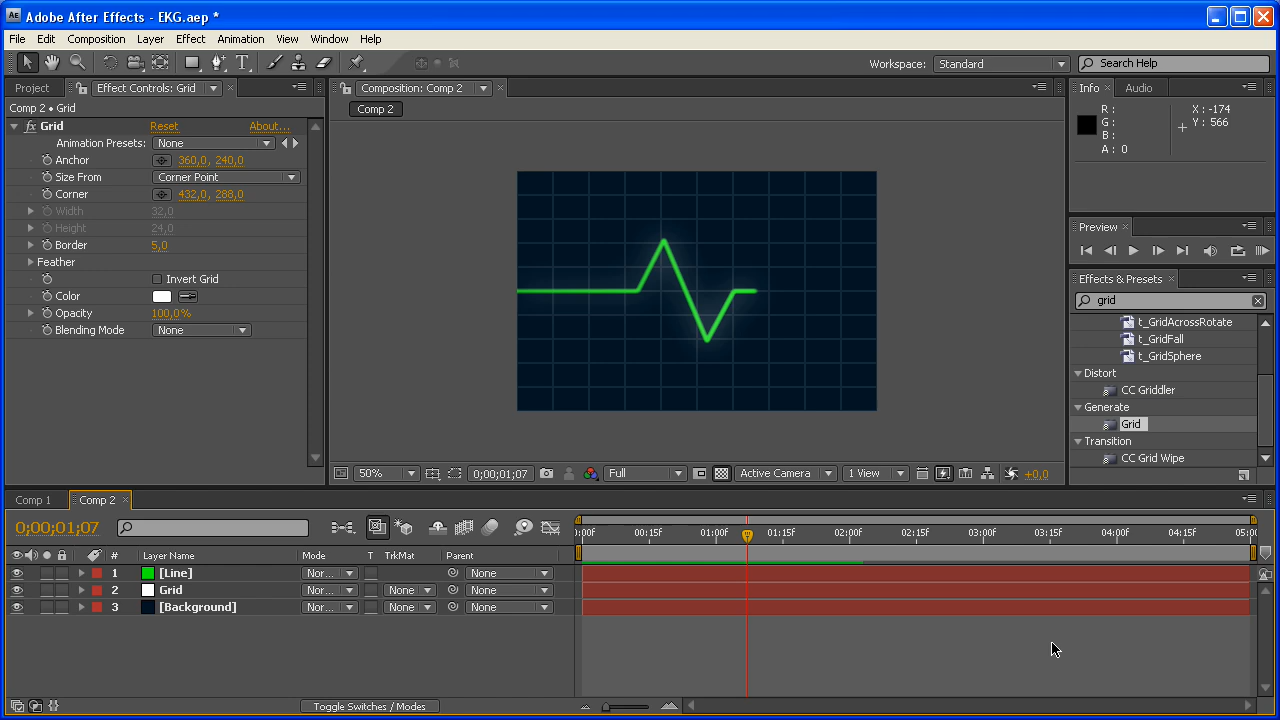 Adobe After Effects - EKG.aep *
File Edit Composition Layer Effect Animation View Window Help
Workspace: Standard Search Help
Project Effect Controls: Grid
Comp 2 • Grid
fx Grid Reset About...
Animation Presets: None
Anchor 360,0, 240,0
Size From Corner Point
Corner 432,0, 288,0
Width 32,0
Height 24,0
Border 5,0
Feather
Invert Grid
Color
Opacity 100,0%
Blending Mode None
Composition: Comp 2
Comp 2
50% 0;00;01;07 Full Active Camera 1 View +0,0
Info Audio
R :
G :
B :
A : 0
X : -174
Y : 566
Preview
Effects & Presets
grid
t_GridAcrossRotate
t_GridFall
t_GridSphere
Distort
CC Griddler
Generate
Grid
Transition
CC Grid Wipe
Comp 1 Comp 2
0;00;01;07
:00F 00:15F 01:00F 01:15F 02:00F 02:15F 03:00F 03:15F 04:00F 04:15F 05:0
# Layer Name Mode T TrkMat Parent
1 [Line] Nor... None
2 Grid Nor... None None
3 [Background] Nor... None None
Toggle Switches / Modes